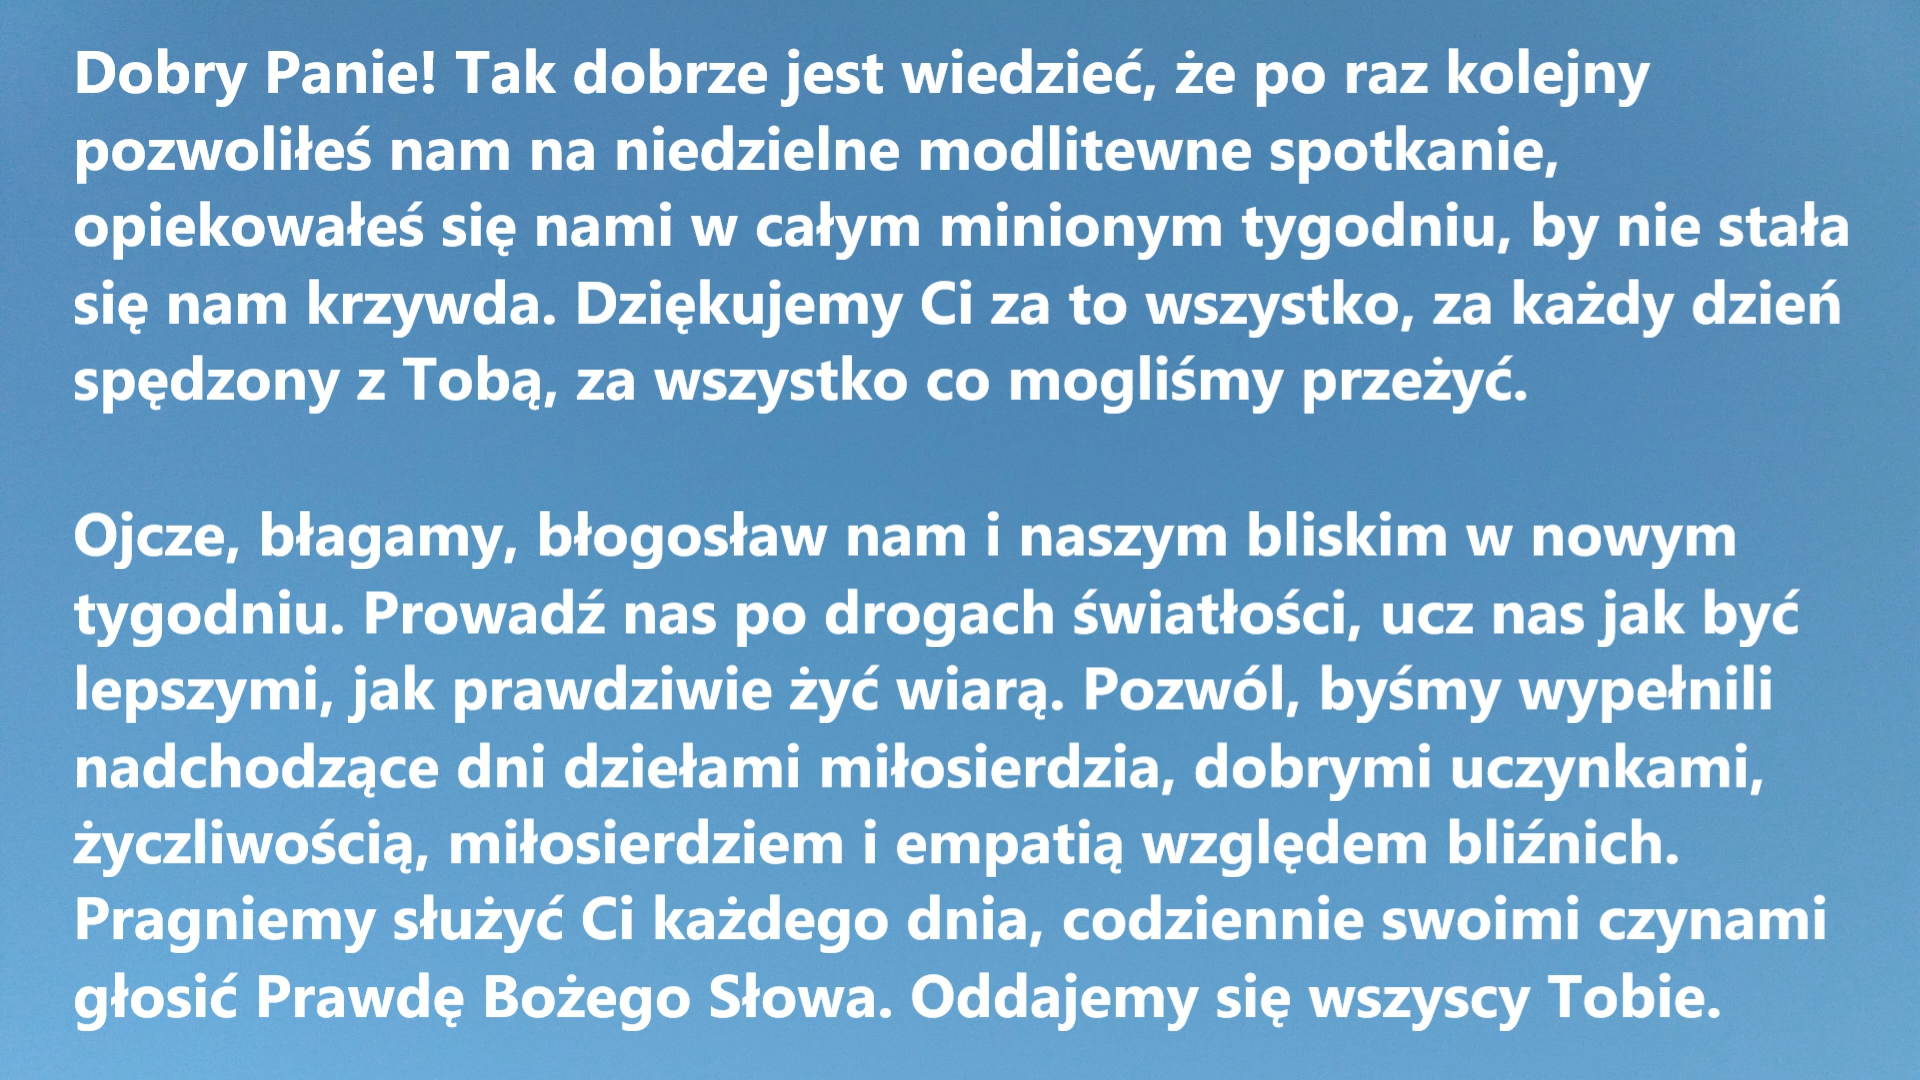 Dobry Panie! Tak dobrze jest wiedzieć, że po raz kolejny
pozwoliłeś nam na niedzielne modlitewne spotkanie,
opiekowałeś się nami w całym minionym tygodniu, by nie stała
się nam krzywda. Dziękujemy Ci za to wszystko, za każdy dzień
spędzony z Tobą, za wszystko co mogliśmy przeżyć.
Ojcze, błagamy, błogosław nam i naszym bliskim w nowym
tygodniu. Prowadź nas po drogach światłości, ucz nas jak być
lepszymi, jak prawdziwie żyć wiarą. Pozwól, byśmy wypełnili
nadchodzące dni dziełami miłosierdzia, dobrymi uczynkami,
życzliwością, miłosierdziem i empatią względem bliźnich.
Pragniemy służyć Ci każdego dnia, codziennie swoimi czynami
głosić Prawdę Bożego Słowa. Oddajemy się wszyscy Tobie.